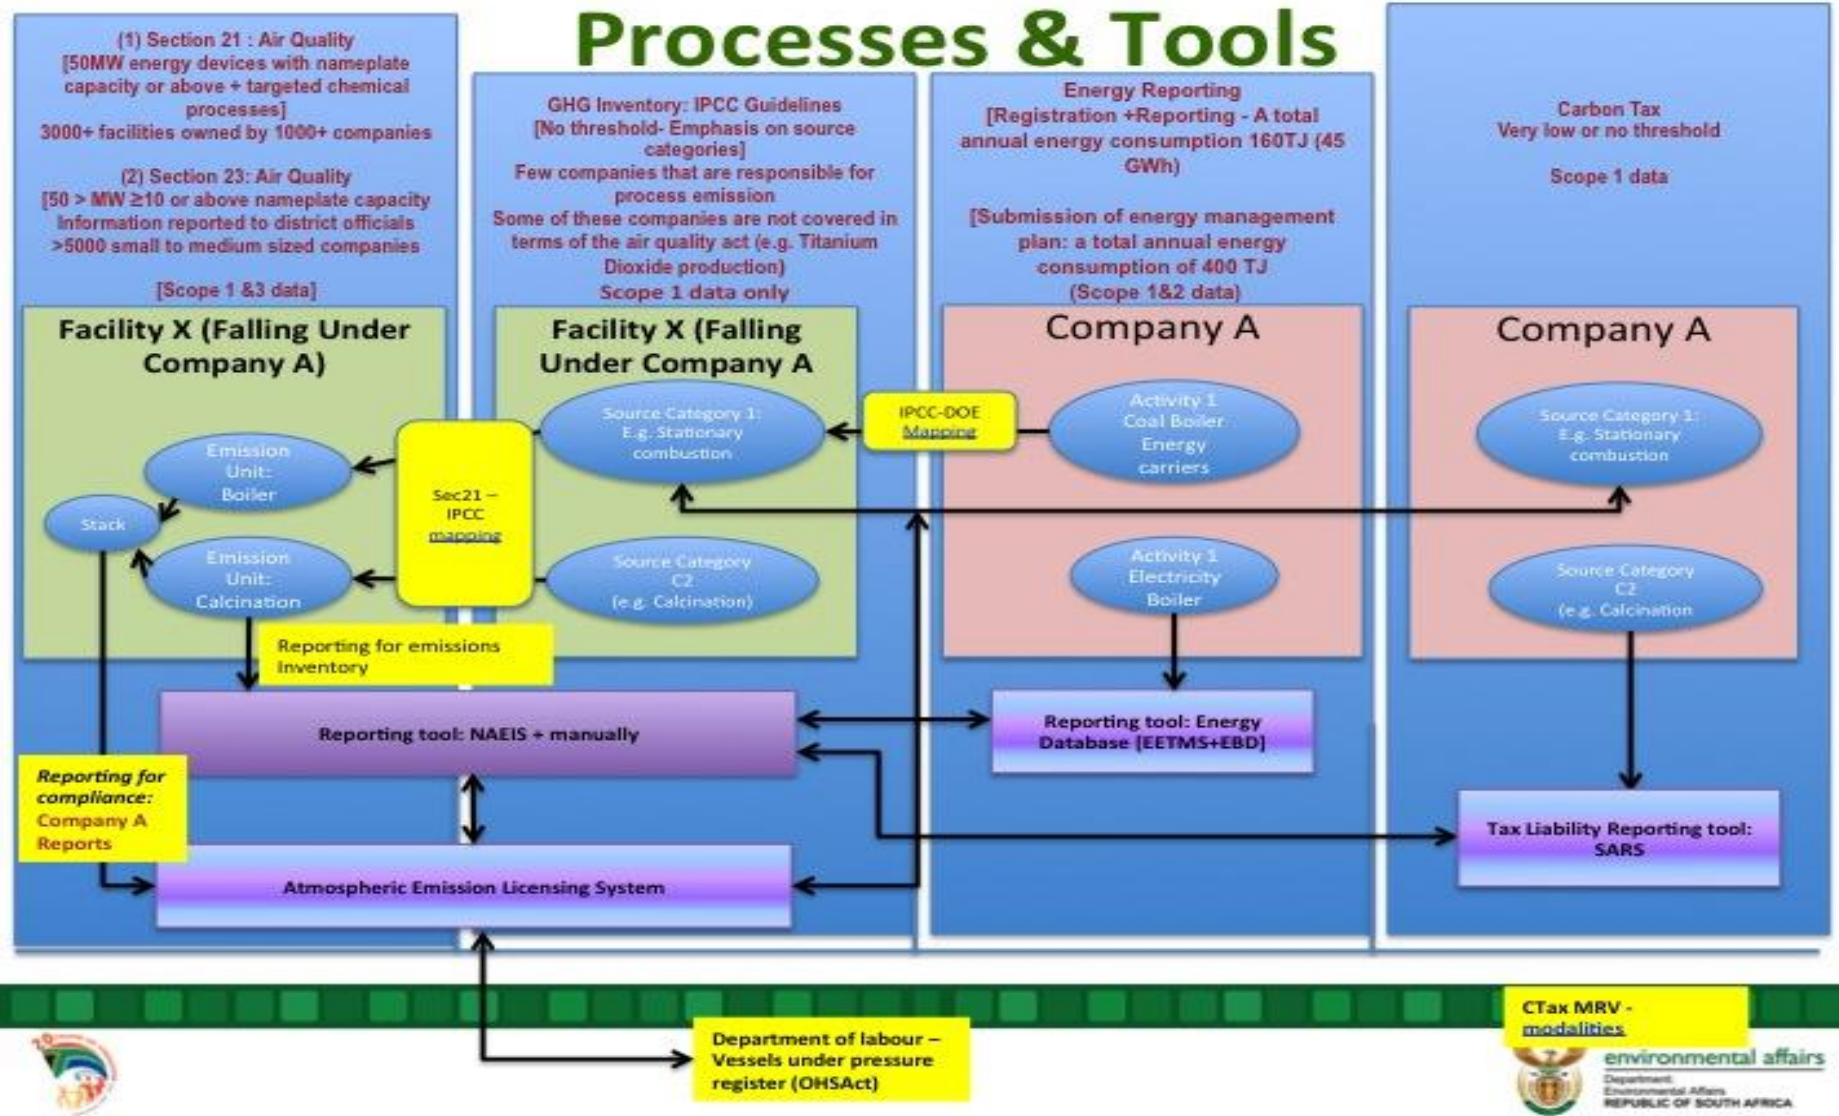 Processes & Tools
(1) Section 21 : Air Quality
[50MW energy devices with nameplate
capacity or above + targeted chemical
processes]
3000+ facilities owned by 1000+ companies
(2) Section 23: Air Quality
[50 > MW ≥10 or above nameplate capacity
Information reported to district officials
>5000 small to medium sized companies
[Scope 1 &3 data]
GHG Inventory: IPCC Guidelines
[No threshold- Emphasis on source
categories]
Few companies that are responsible for
process emission
Some of these companies are not covered in
terms of the air quality act (e.g. Titanium
Dioxide production)
Scope 1 data only
Energy Reporting
[Registration +Reporting - A total
annual energy consumption 160TJ (45
GWh)
[Submission of energy management
plan: a total annual energy
consumption of 400 TJ
(Scope 1&2 data)
Carbon Tax
Very low or no threshold
Scope 1 data
Facility X (Falling Under
Company A)
Emission
Unit:
Boiler
Stack
Emission
Unit:
Calcination
Sec21 –
IPCC
mapping
Facility X (Falling
Under Company A
Source Category 1:
E.g. Stationary
combustion
Source Category
C2
(e.g. Calcination)
IPCC-DOE
Mapping
Company A
Activity 1
Coal Boiler
Energy
carriers
Activity 1
Electricity
Boiler
Company A
Source Category 1:
E.g. Stationary
combustion
Source Category
C2
(e.g. Calcination
Reporting for emissions
Inventory
Reporting tool: NAEIS + manually
Reporting tool: Energy
Database [EETMS+EBD]
Reporting for
compliance:
Company A
Reports
Tax Liability Reporting tool:
SARS
Atmospheric Emission Licensing System
Department of labour –
Vessels under pressure
register (OHSAct)
CTax MRV -
modalities
20
environmental affairs
Department:
Environmental Affairs
REPUBLIC OF SOUTH AFRICA